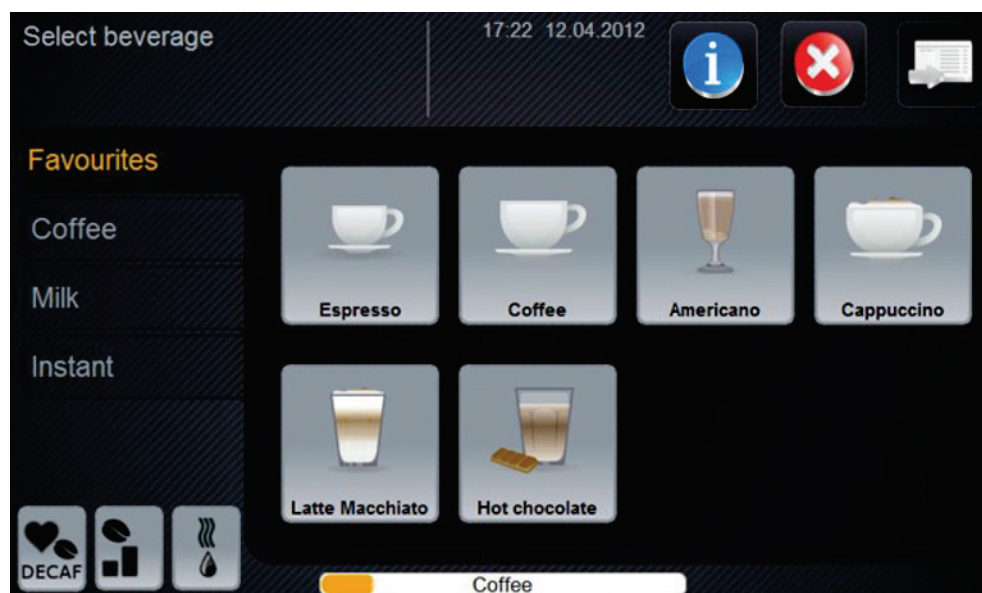 Select beverage
17:22 12.04.2012
i
Favourites
Coffee
Milk
Instant
Espresso
Coffee
Americano
Cappuccino
Latte Macchiato
Hot chocolate
DECAF
Coffee